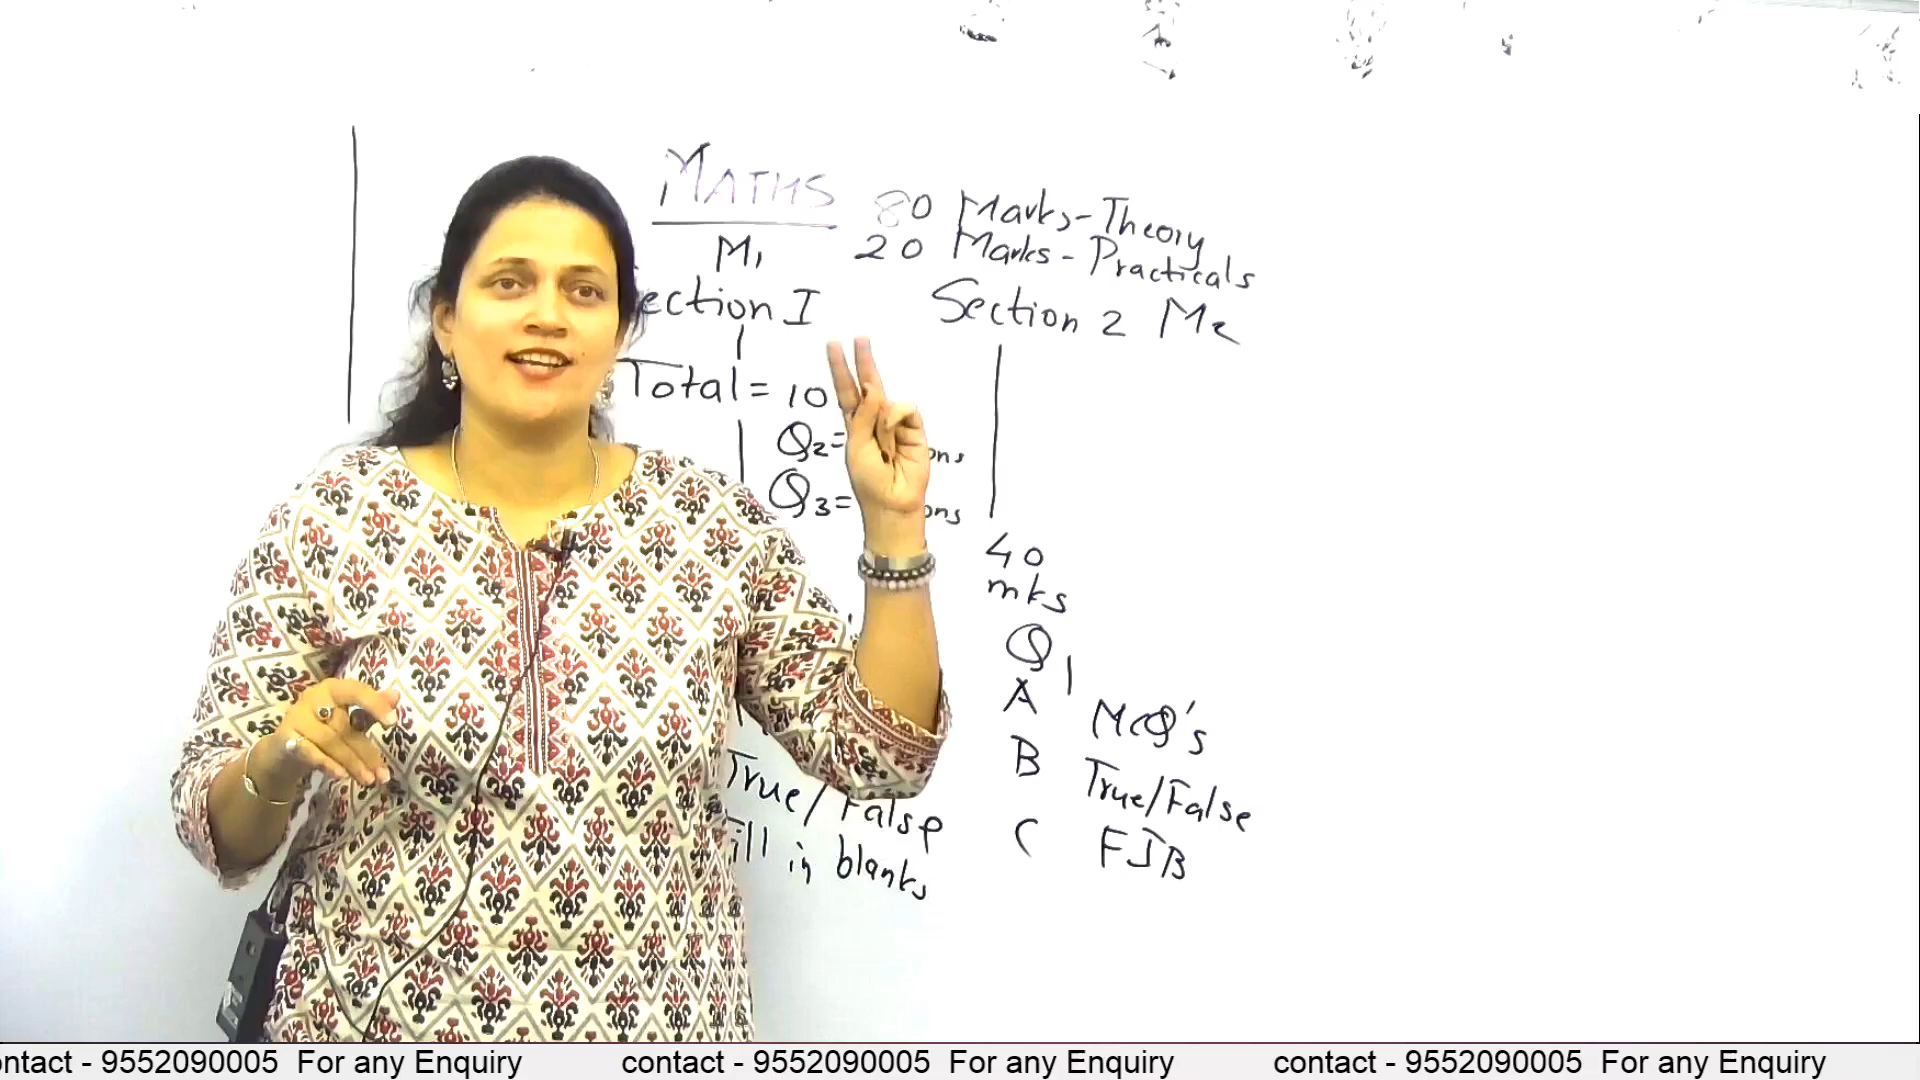 MATHS
80 Marks-Theory
20 Marks - Practicals
M1
ection I
Section 2 M2
Total = 10
Q2=
ons
Q3=
ons
40
mks
Q1
A MCQ's
B True/False
C FIB
True/False
Fill in blanks
ontact - 9552090005 For any Enquiry contact - 9552090005 For any Enquiry contact - 9552090005 For any Enquiry